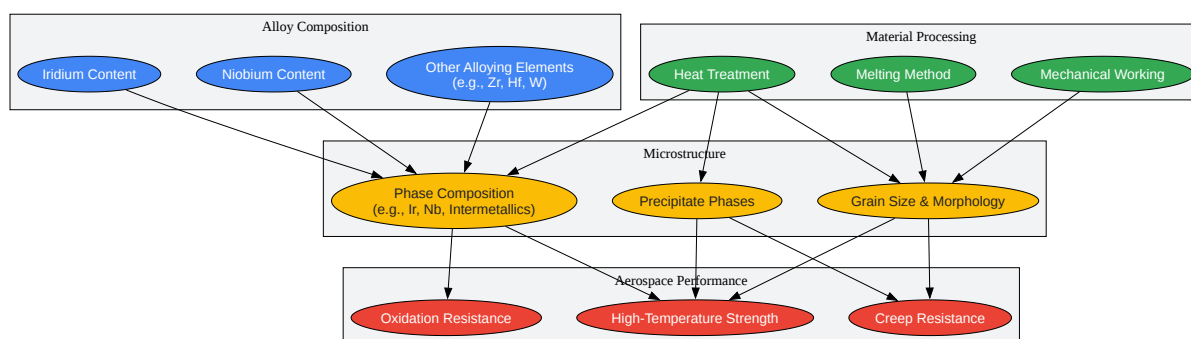 Alloy Composition
Iridium Content
Niobium Content
Other Alloying Elements
(e.g., Zr, Hf, W)
Material Processing
Heat Treatment
Melting Method
Mechanical Working
Microstructure
Phase Composition
(e.g., Ir, Nb, Intermetallics)
Precipitate Phases
Grain Size & Morphology
Aerospace Performance
Oxidation Resistance
High-Temperature Strength
Creep Resistance